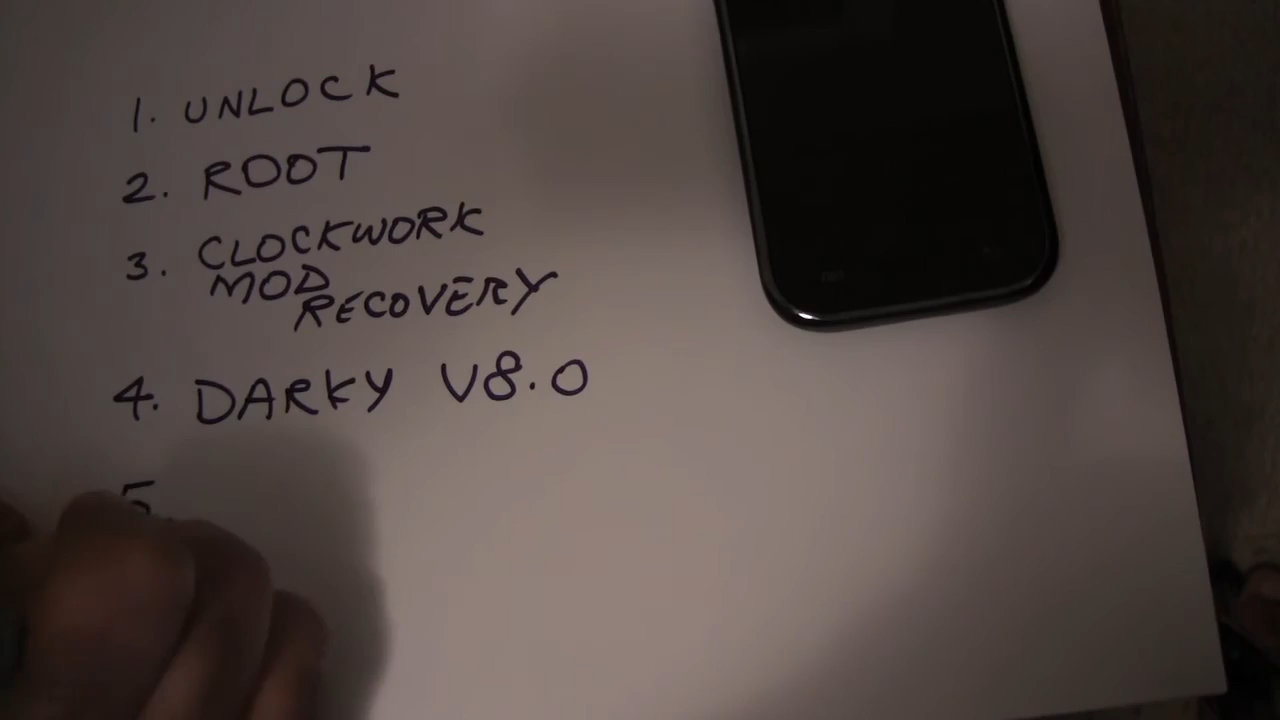 1. UNLOCK
2. ROOT
3. CLOCKWORK
MOD
RECOVERY
4. DARKY V8.0
5